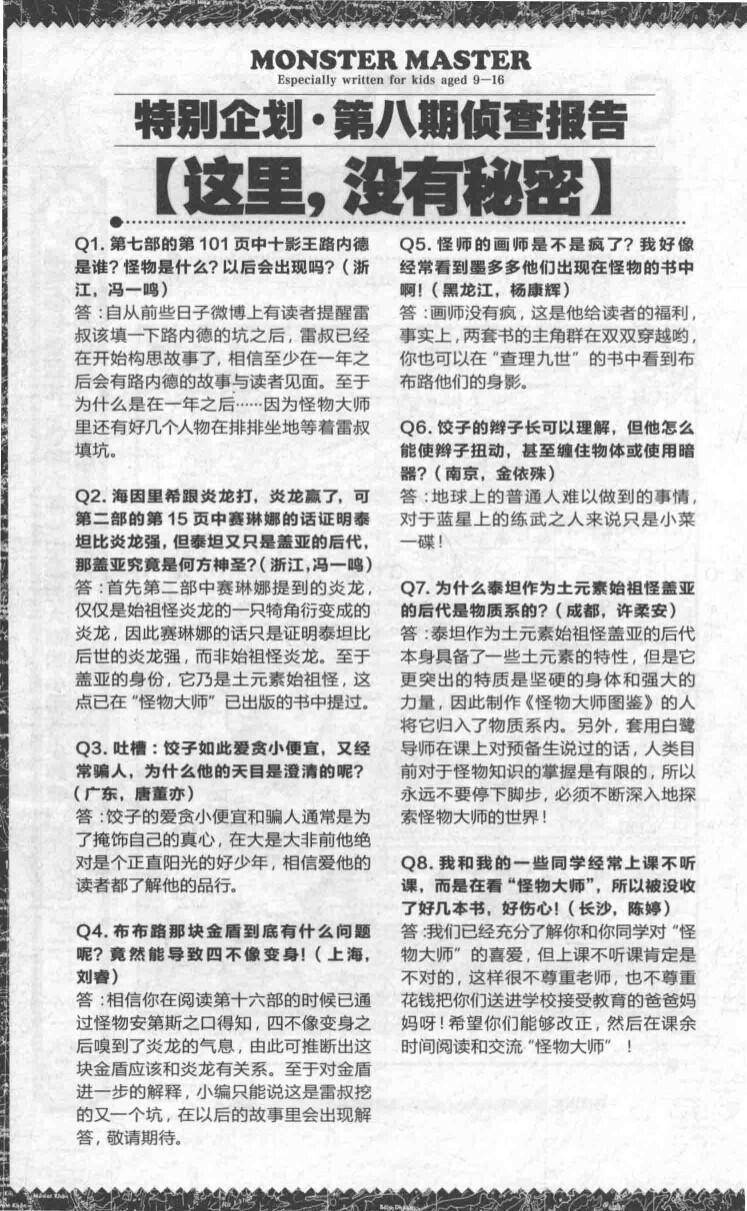 MONSTER MASTER
Especially written for kids aged 9—16
特别企划·第八期侦查报告
【这里，没有秘密】
Q1. 第七部的第 101 页中十影王路内德
是谁？怪物是什么？以后会出现吗？（浙
江，冯一鸣）
答：自从前些日子微博上有读者提醒雷
叔该填一下路内德的坑之后，雷叔已经
在开始构思故事了，相信至少在一年之
后会有路内德的故事与读者见面。至于
为什么是在一年之后……因为怪物大师
里还有好几个人物在排排坐地等着雷叔
填坑。
Q2. 海因里希跟炎龙打，炎龙赢了，可
第二部的第 15 页中赛琳娜的话证明泰
坦比炎龙强，但泰坦又只是盖亚的后代，
那盖亚究竟是何方神圣？（浙江，冯一鸣）
答：首先第二部中赛琳娜提到的炎龙，
仅仅是始祖怪炎龙的一只犄角衍变成的
炎龙，因此赛琳娜的话只是证明泰坦比
后世的炎龙强，而非始祖怪炎龙。至于
盖亚的身份，它乃是土元素始祖怪，这
点已在“怪物大师”已出版的书中提过。
Q3. 吐槽：饺子如此爱贪小便宜，又经
常骗人，为什么他的天目是澄清的呢？
（广东，唐董亦）
答：饺子的爱贪小便宜和骗人通常是为
了掩饰自己的真心，在大是大非前他绝
对是个正直阳光的好少年，相信爱他的
读者都了解他的品行。
Q4. 布布路那块金盾到底有什么问题
呢？竟然能导致四不像变身！（上海，
刘睿）
答：相信你在阅读第十六部的时候已通
过怪物安第斯之口得知，四不像变身之
后嗅到了炎龙的气息，由此可推断出这
块金盾应该和炎龙有关系。至于对金盾
进一步的解释，小编只能说这是雷叔挖
的又一个坑，在以后的故事里会出现解
答，敬请期待。
Q5. 怪师的画师是不是疯了？我好像
经常看到墨多多他们出现在怪物的书中
啊！（黑龙江，杨康辉）
答：画师没有疯，这是他给读者的福利，
事实上，两套书的主角群在双双穿越哟，
你也可以在“查理九世”的书中看到布
布路他们的身影。
Q6. 饺子的辫子长可以理解，但他怎么
能使辫子扭动，甚至缠住物体或使用暗
器？（南京，金依殊）
答：地球上的普通人难以做到的事情，
对于蓝星上的练武之人来说只是小菜
一碟！
Q7. 为什么泰坦作为土元素始祖怪盖亚
的后代是物质系的？（成都，许柔安）
答：泰坦作为土元素始祖怪盖亚的后代
本身具备了一些土元素的特性，但是它
更突出的特质是坚硬的身体和强大的
力量，因此制作《怪物大师图鉴》的人
将它归入了物质系内。另外，套用白鹭
导师在课上对预备生说过的话，人类目
前对于怪物知识的掌握是有限的，所以
永远不要停下脚步，必须不断深入地探
索怪物大师的世界！
Q8. 我和我的一些同学经常上课不听
课，而是在看“怪物大师”，所以被没收
了好几本书，好伤心！（长沙，陈婷）
答：我们已经充分了解你和你同学对“怪
物大师”的喜爱，但上课不听课肯定是
不对的，这样很不尊重老师，也不尊重
花钱把你们送进学校接受教育的爸爸妈
妈呀！希望你们能够改正，然后在课余
时间阅读和交流“怪物大师”！